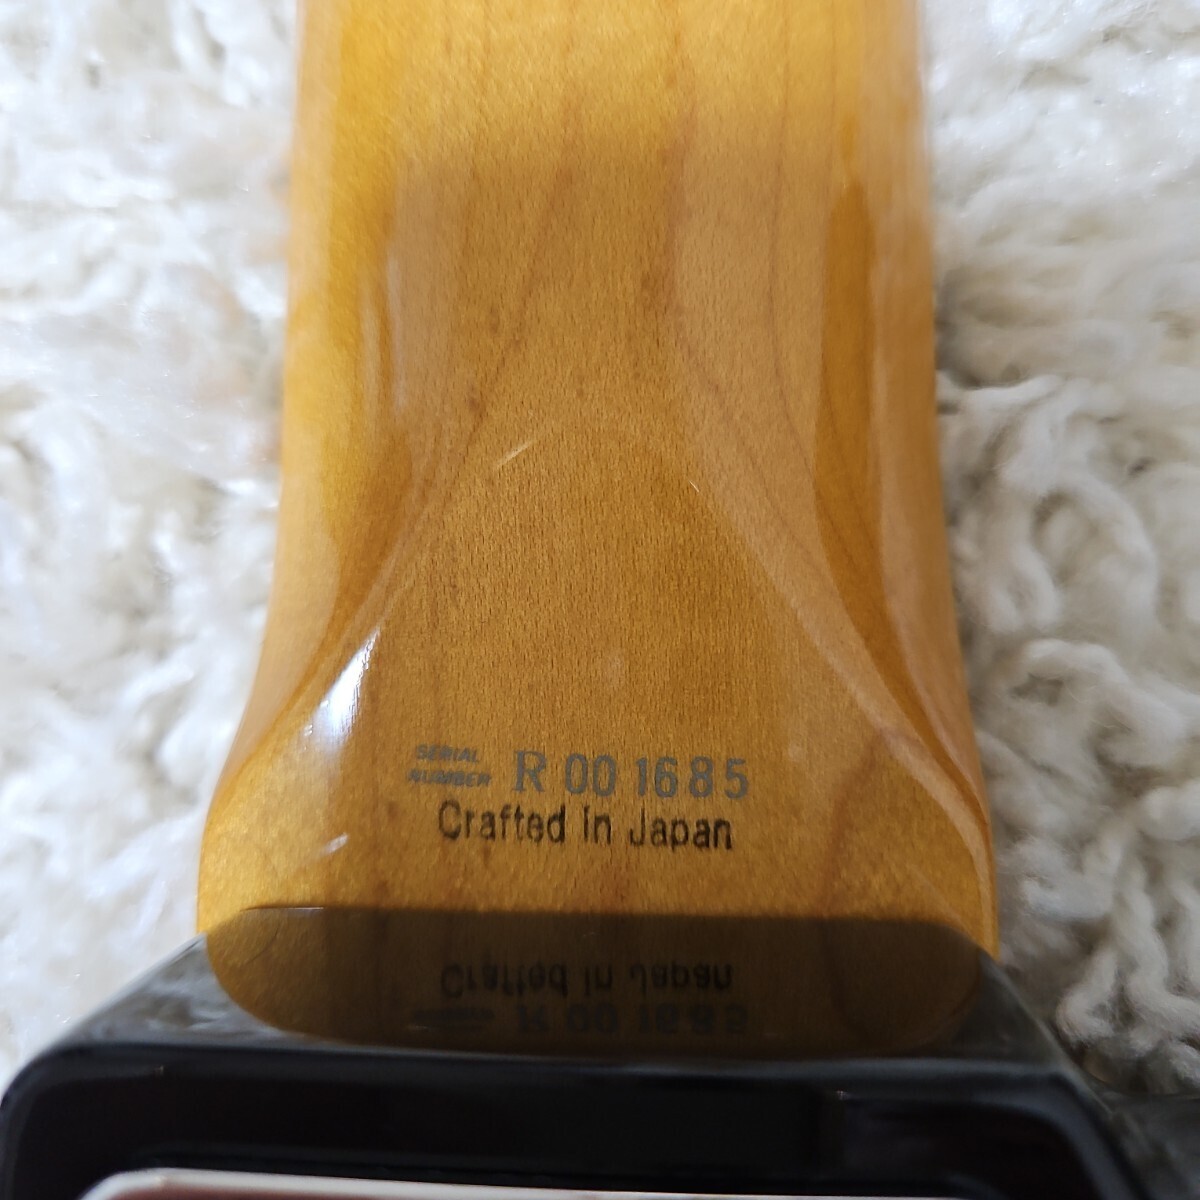 SERIAL
NUMBER R 001685
Crafted in Japan